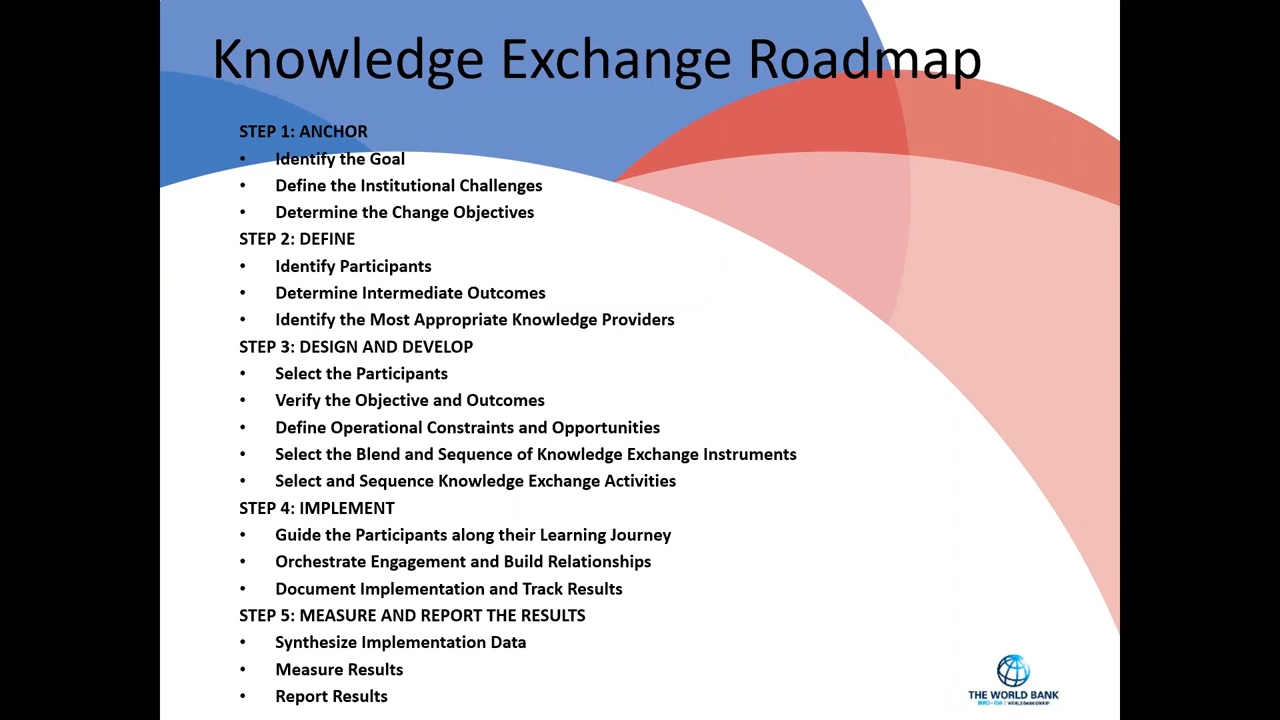 Knowledge Exchange Roadmap
STEP 1: ANCHOR
• Identify the Goal
• Define the Institutional Challenges
• Determine the Change Objectives
STEP 2: DEFINE
• Identify Participants
• Determine Intermediate Outcomes
• Identify the Most Appropriate Knowledge Providers
STEP 3: DESIGN AND DEVELOP
• Select the Participants
• Verify the Objective and Outcomes
• Define Operational Constraints and Opportunities
• Select the Blend and Sequence of Knowledge Exchange Instruments
• Select and Sequence Knowledge Exchange Activities
STEP 4: IMPLEMENT
• Guide the Participants along their Learning Journey
• Orchestrate Engagement and Build Relationships
• Document Implementation and Track Results
STEP 5: MEASURE AND REPORT THE RESULTS
• Synthesize Implementation Data
• Measure Results
• Report Results
THE WORLD BANK
IBRD • IDA | WORLD BANK GROUP